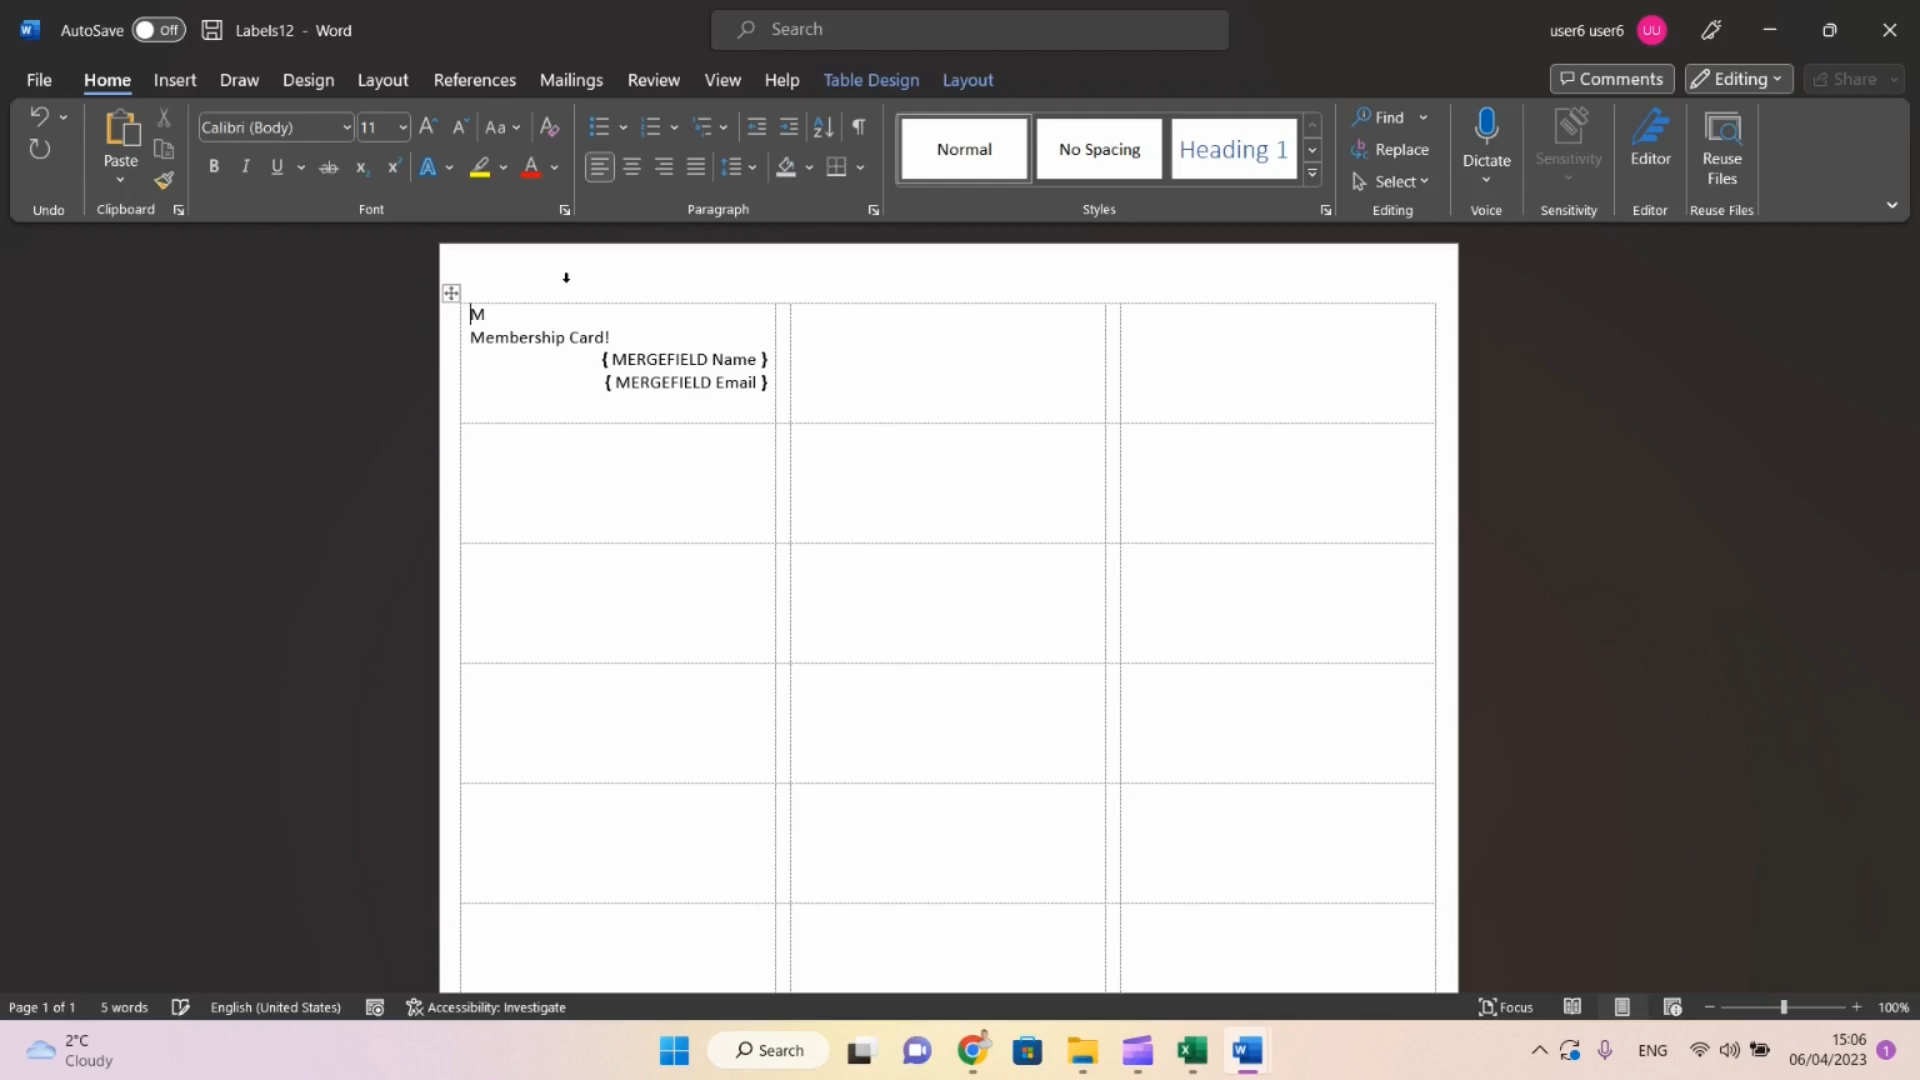 AutoSave Off Labels12 - Word Search user6 user6 UU
File Home Insert Draw Design Layout References Mailings Review View Help Table Design Layout Comments Editing Share
Calibri (Body) 11 Aa
Paste
Find
Replace
Select
Normal No Spacing Heading 1
Dictate Sensitivity Editor Reuse Files
Undo Clipboard Font Paragraph Styles Editing Voice Sensitivity Editor Reuse Files
M
Membership Card!
{ MERGEFIELD Name }
{ MERGEFIELD Email }
Page 1 of 1 5 words English (United States) Accessibility: Investigate Focus 100%
2°C
Cloudy
Search
ENG
15:06
06/04/2023
1